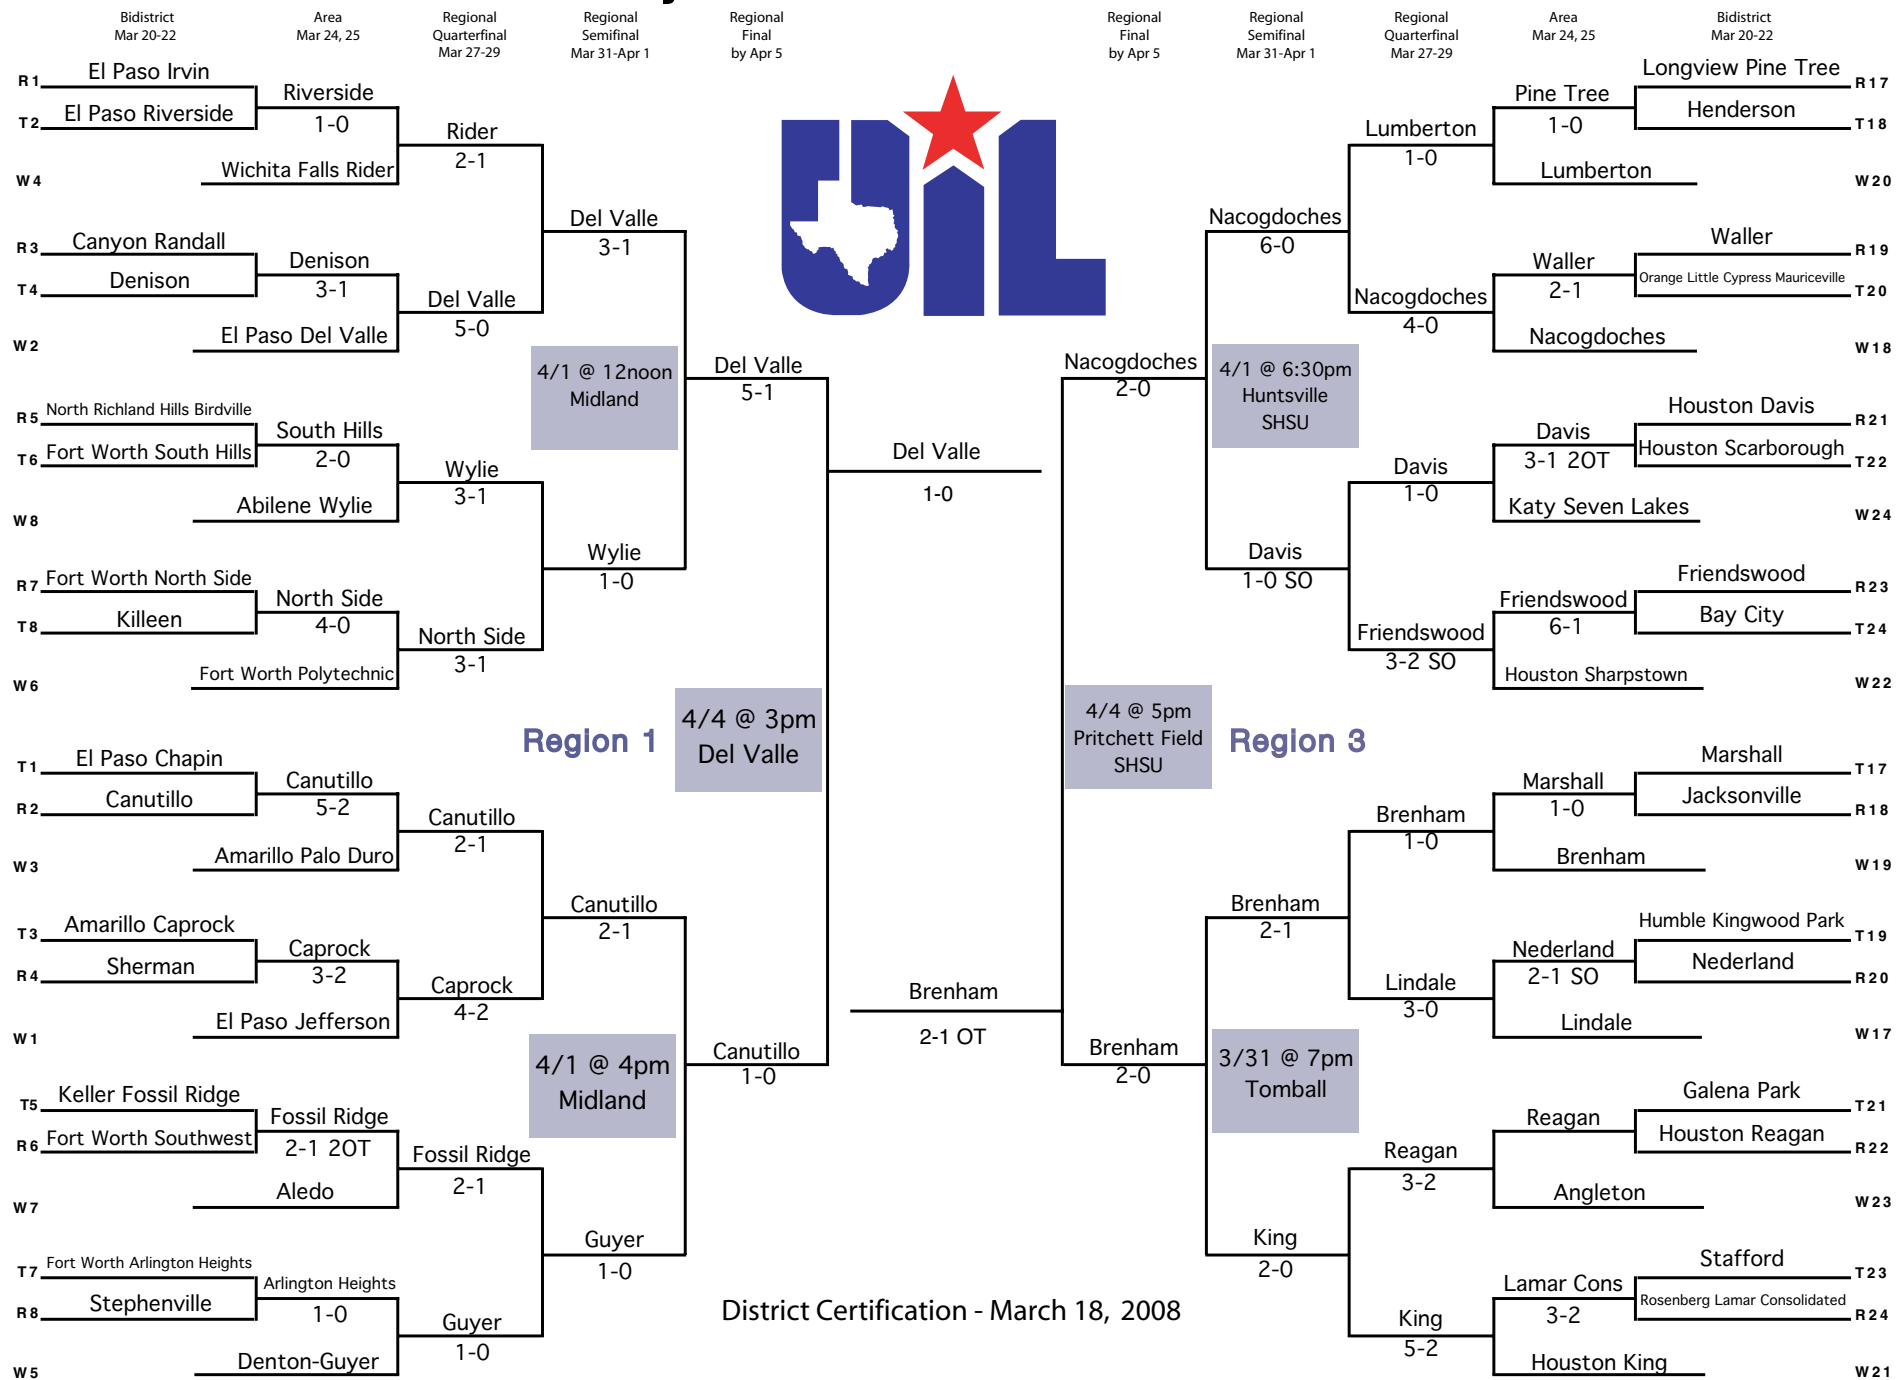 Bidistrict
Mar 20-22
Area
Mar 24, 25
Regional
Quarterfinal
Mar 27-29
Regional
Semifinal
Mar 31-Apr 1
Regional
Final
by Apr 5
Regional
Final
by Apr 5
Regional
Semifinal
Mar 31-Apr 1
Regional
Quarterfinal
Mar 27-29
Area
Mar 24, 25
Bidistrict
Mar 20-22
UIL
R1 El Paso Irvin
T2 El Paso Riverside
Riverside
1-0
W4 Wichita Falls Rider
Rider
2-1
R3 Canyon Randall
T4 Denison
Denison
3-1
W2 El Paso Del Valle
Del Valle
5-0
Del Valle
3-1
4/1 @ 12noon
Midland
R5 North Richland Hills Birdville
T6 Fort Worth South Hills
South Hills
2-0
W8 Abilene Wylie
Wylie
3-1
R7 Fort Worth North Side
T8 Killeen
North Side
4-0
W6 Fort Worth Polytechnic
North Side
3-1
Wylie
1-0
Del Valle
5-1
Region 1
4/4 @ 3pm
Del Valle
T1 El Paso Chapin
R2 Canutillo
Canutillo
5-2
W3 Amarillo Palo Duro
Canutillo
2-1
T3 Amarillo Caprock
R4 Sherman
Caprock
3-2
W1 El Paso Jefferson
Caprock
4-2
Canutillo
2-1
4/1 @ 4pm
Midland
T5 Keller Fossil Ridge
R6 Fort Worth Southwest
Fossil Ridge
2-1 2OT
W7 Aledo
Fossil Ridge
2-1
T7 Fort Worth Arlington Heights
R8 Stephenville
Arlington Heights
1-0
W5 Denton-Guyer
Guyer
1-0
Guyer
1-0
Canutillo
1-0
Del Valle
1-0
Brenham
2-1 OT
Longview Pine Tree R17
Henderson T18
Pine Tree
1-0
Lumberton W20
Lumberton
1-0
Waller R19
Orange Little Cypress Mauriceville T20
Waller
2-1
Nacogdoches W18
Nacogdoches
4-0
Nacogdoches
6-0
4/1 @ 6:30pm
Huntsville
SHSU
Houston Davis R21
Houston Scarborough T22
Davis
3-1 2OT
Katy Seven Lakes W24
Davis
1-0
Friendswood R23
Bay City T24
Friendswood
6-1
Houston Sharpstown W22
Friendswood
3-2 SO
Davis
1-0 SO
Nacogdoches
2-0
4/4 @ 5pm
Pritchett Field
SHSU
Region 3
Marshall T17
Jacksonville R18
Marshall
1-0
Brenham W19
Brenham
1-0
Humble Kingwood Park T19
Nederland R20
Nederland
2-1 SO
Lindale W17
Lindale
3-0
Brenham
2-1
3/31 @ 7pm
Tomball
Galena Park T21
Houston Reagan R22
Reagan
Angleton W23
Reagan
3-2
Stafford T23
Rosenberg Lamar Consolidated R24
Lamar Cons
3-2
Houston King W21
King
5-2
King
2-0
Brenham
2-0
District Certification - March 18, 2008